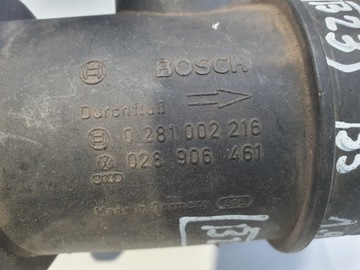 BOSCH
Durchfluß
0 281 002 216
028 906 461
Made in Germany